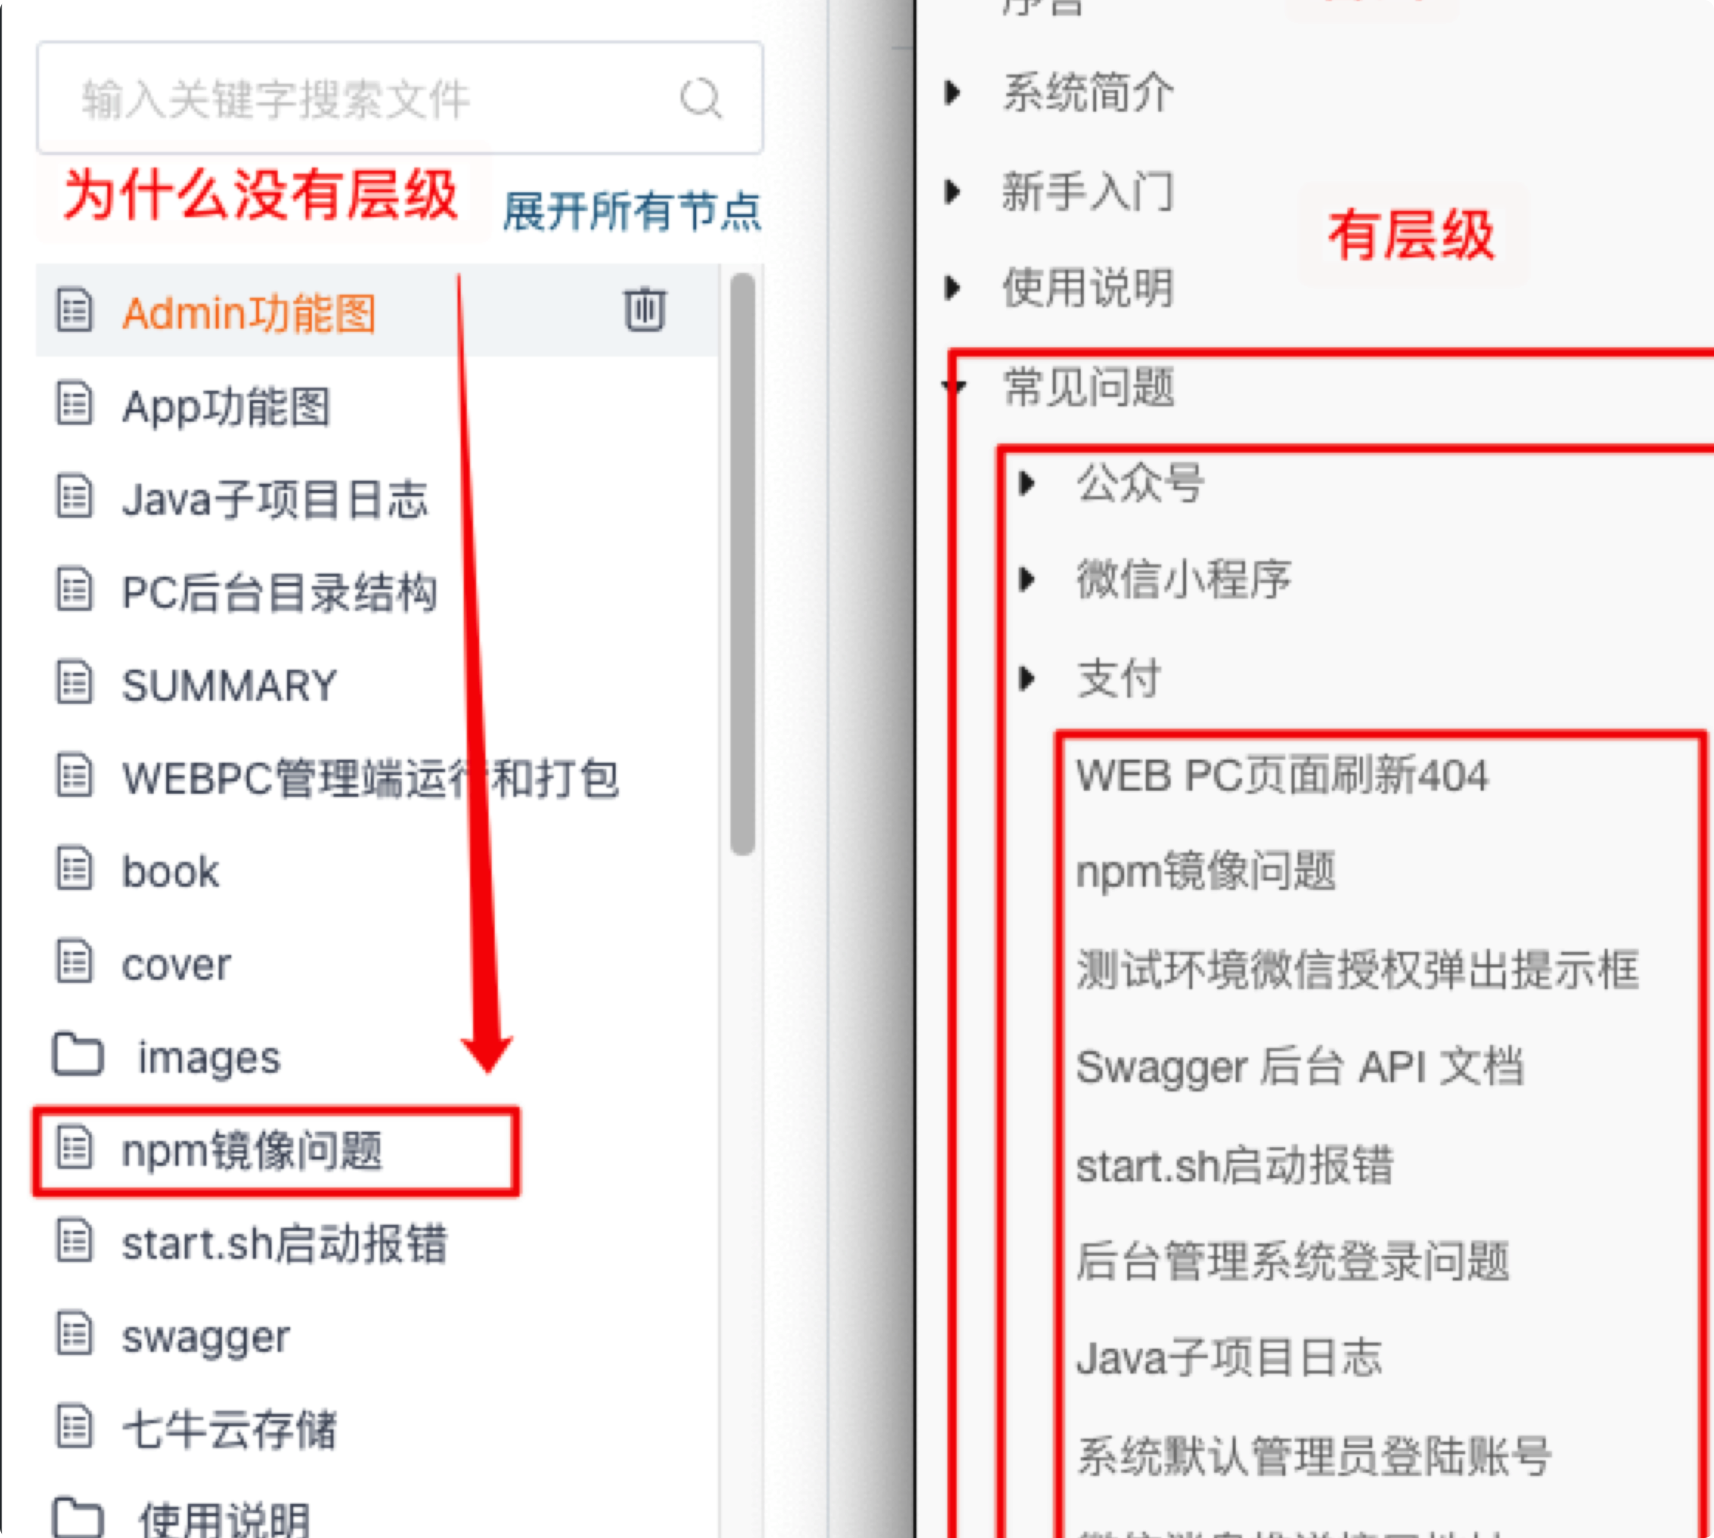 输入关键字搜索文件
为什么没有层级
展开所有节点
Admin功能图
App功能图
Java子项目日志
PC后台目录结构
SUMMARY
WEBPC管理端运行和打包
book
cover
images
npm镜像问题
start.sh启动报错
swagger
七牛云存储
使用说明
序言
系统简介
新手入门
有层级
使用说明
常见问题
公众号
微信小程序
支付
WEB PC页面刷新404
npm镜像问题
测试环境微信授权弹出提示框
Swagger 后台 API 文档
start.sh启动报错
后台管理系统登录问题
Java子项目日志
系统默认管理员登陆账号